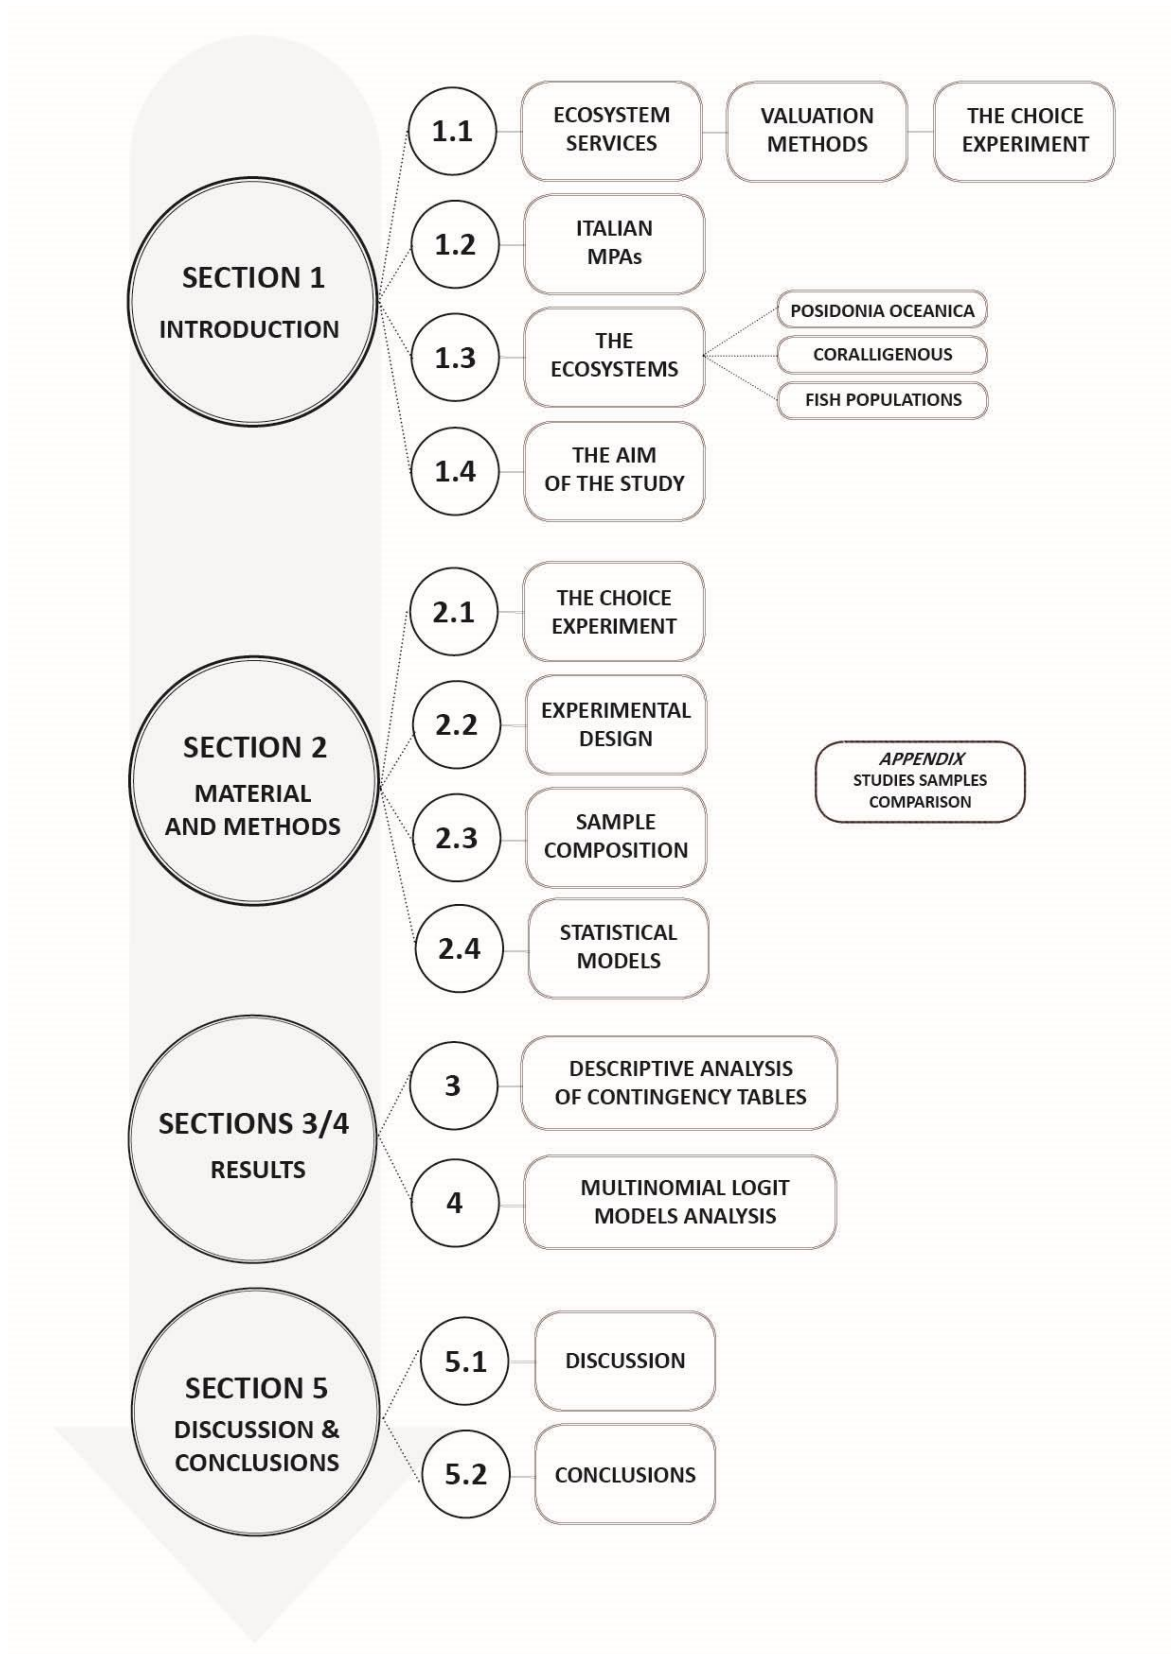 SECTION 1
INTRODUCTION
1.1
ECOSYSTEM
SERVICES
VALUATION
METHODS
THE CHOICE
EXPERIMENT
1.2
ITALIAN
MPAs
1.3
THE
ECOSYSTEMS
POSIDONIA OCEANICA
CORALLIGENOUS
FISH POPULATIONS
1.4
THE AIM
OF THE STUDY
SECTION 2
MATERIAL
AND METHODS
2.1
THE CHOICE
EXPERIMENT
2.2
EXPERIMENTAL
DESIGN
2.3
SAMPLE
COMPOSITION
2.4
STATISTICAL
MODELS
APPENDIX
STUDIES SAMPLES
COMPARISON
SECTIONS 3/4
RESULTS
3
DESCRIPTIVE ANALYSIS
OF CONTINGENCY TABLES
4
MULTINOMIAL LOGIT
MODELS ANALYSIS
SECTION 5
DISCUSSION &
CONCLUSIONS
5.1
DISCUSSION
5.2
CONCLUSIONS